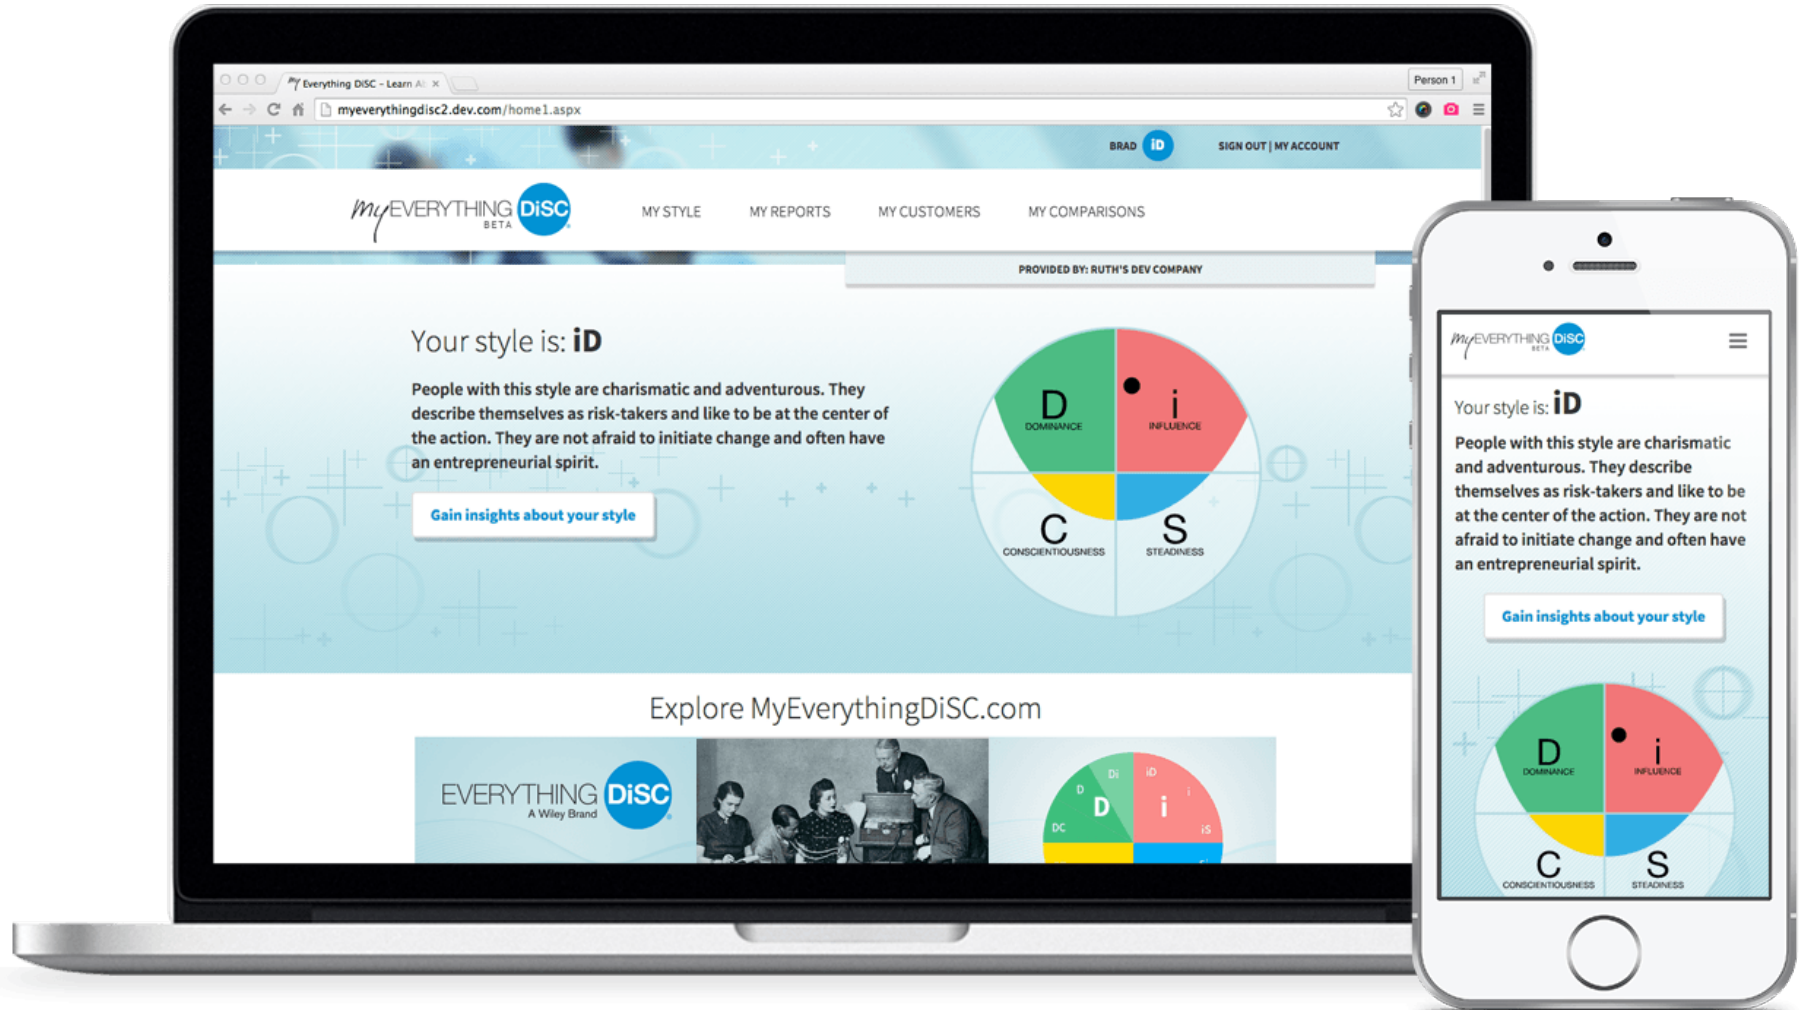 my Everything DiSC - Learn A
Person 1
myeverythingdisc2.dev.com/home1.aspx
BRAD iD SIGN OUT | MY ACCOUNT
myEVERYTHING DiSC®
BETA
MY STYLE MY REPORTS MY CUSTOMERS MY COMPARISONS
PROVIDED BY: RUTH'S DEV COMPANY
Your style is: iD
People with this style are charismatic and adventurous. They
describe themselves as risk-takers and like to be at the center of
the action. They are not afraid to initiate change and often have
an entrepreneurial spirit.
Gain insights about your style
D i
DOMINANCE INFLUENCE
C S
CONSCIENTIOUSNESS STEADINESS
Explore MyEverythingDiSC.com
EVERYTHING DiSC®
A Wiley Brand
Di iD
D i
D i
DC iS
myEVERYTHING DiSC
BETA
Your style is: iD
People with this style are charismatic
and adventurous. They describe
themselves as risk-takers and like to be
at the center of the action. They are not
afraid to initiate change and often have
an entrepreneurial spirit.
Gain insights about your style
D i
DOMINANCE INFLUENCE
C S
CONSCIENTIOUSNESS STEADINESS